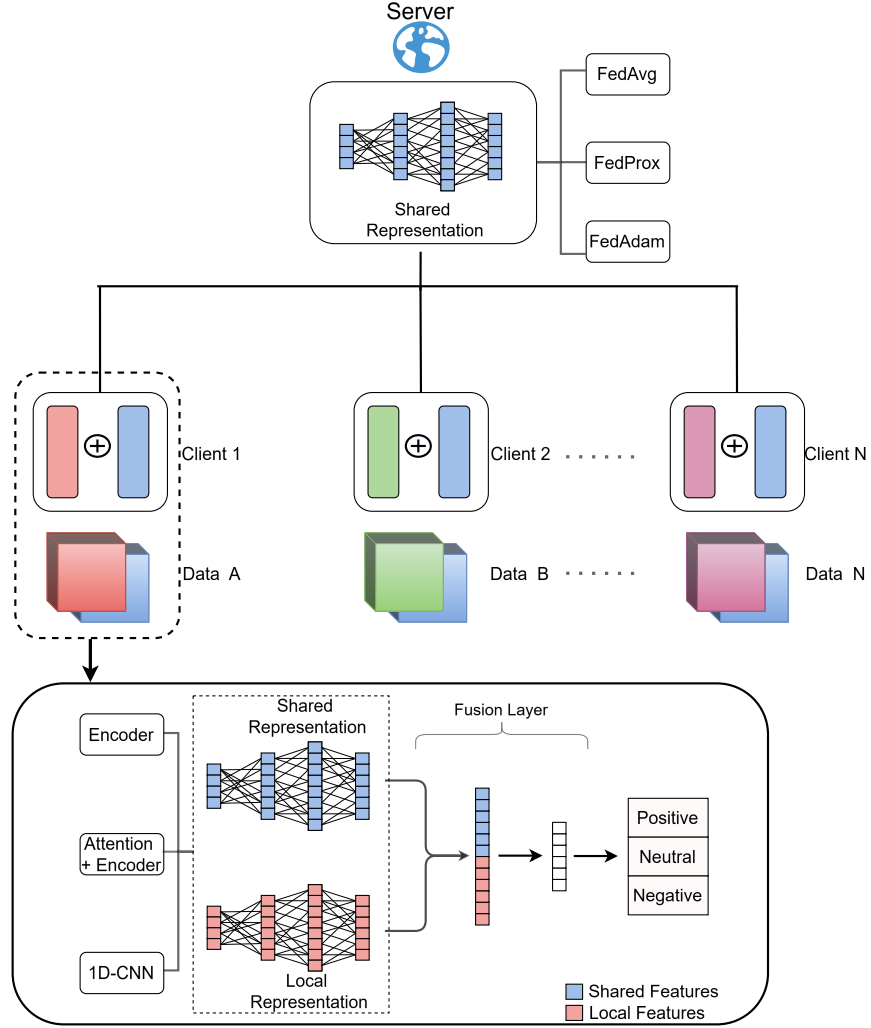 Server
FedAvg
FedProx
FedAdam
Shared
Representation
Client 1
Client 2
Client N
Data A
Data B
Data N
Encoder
Attention
+ Encoder
1D-CNN
Shared
Representation
Local
Representation
Fusion Layer
Positive
Neutral
Negative
Shared Features
Local Features